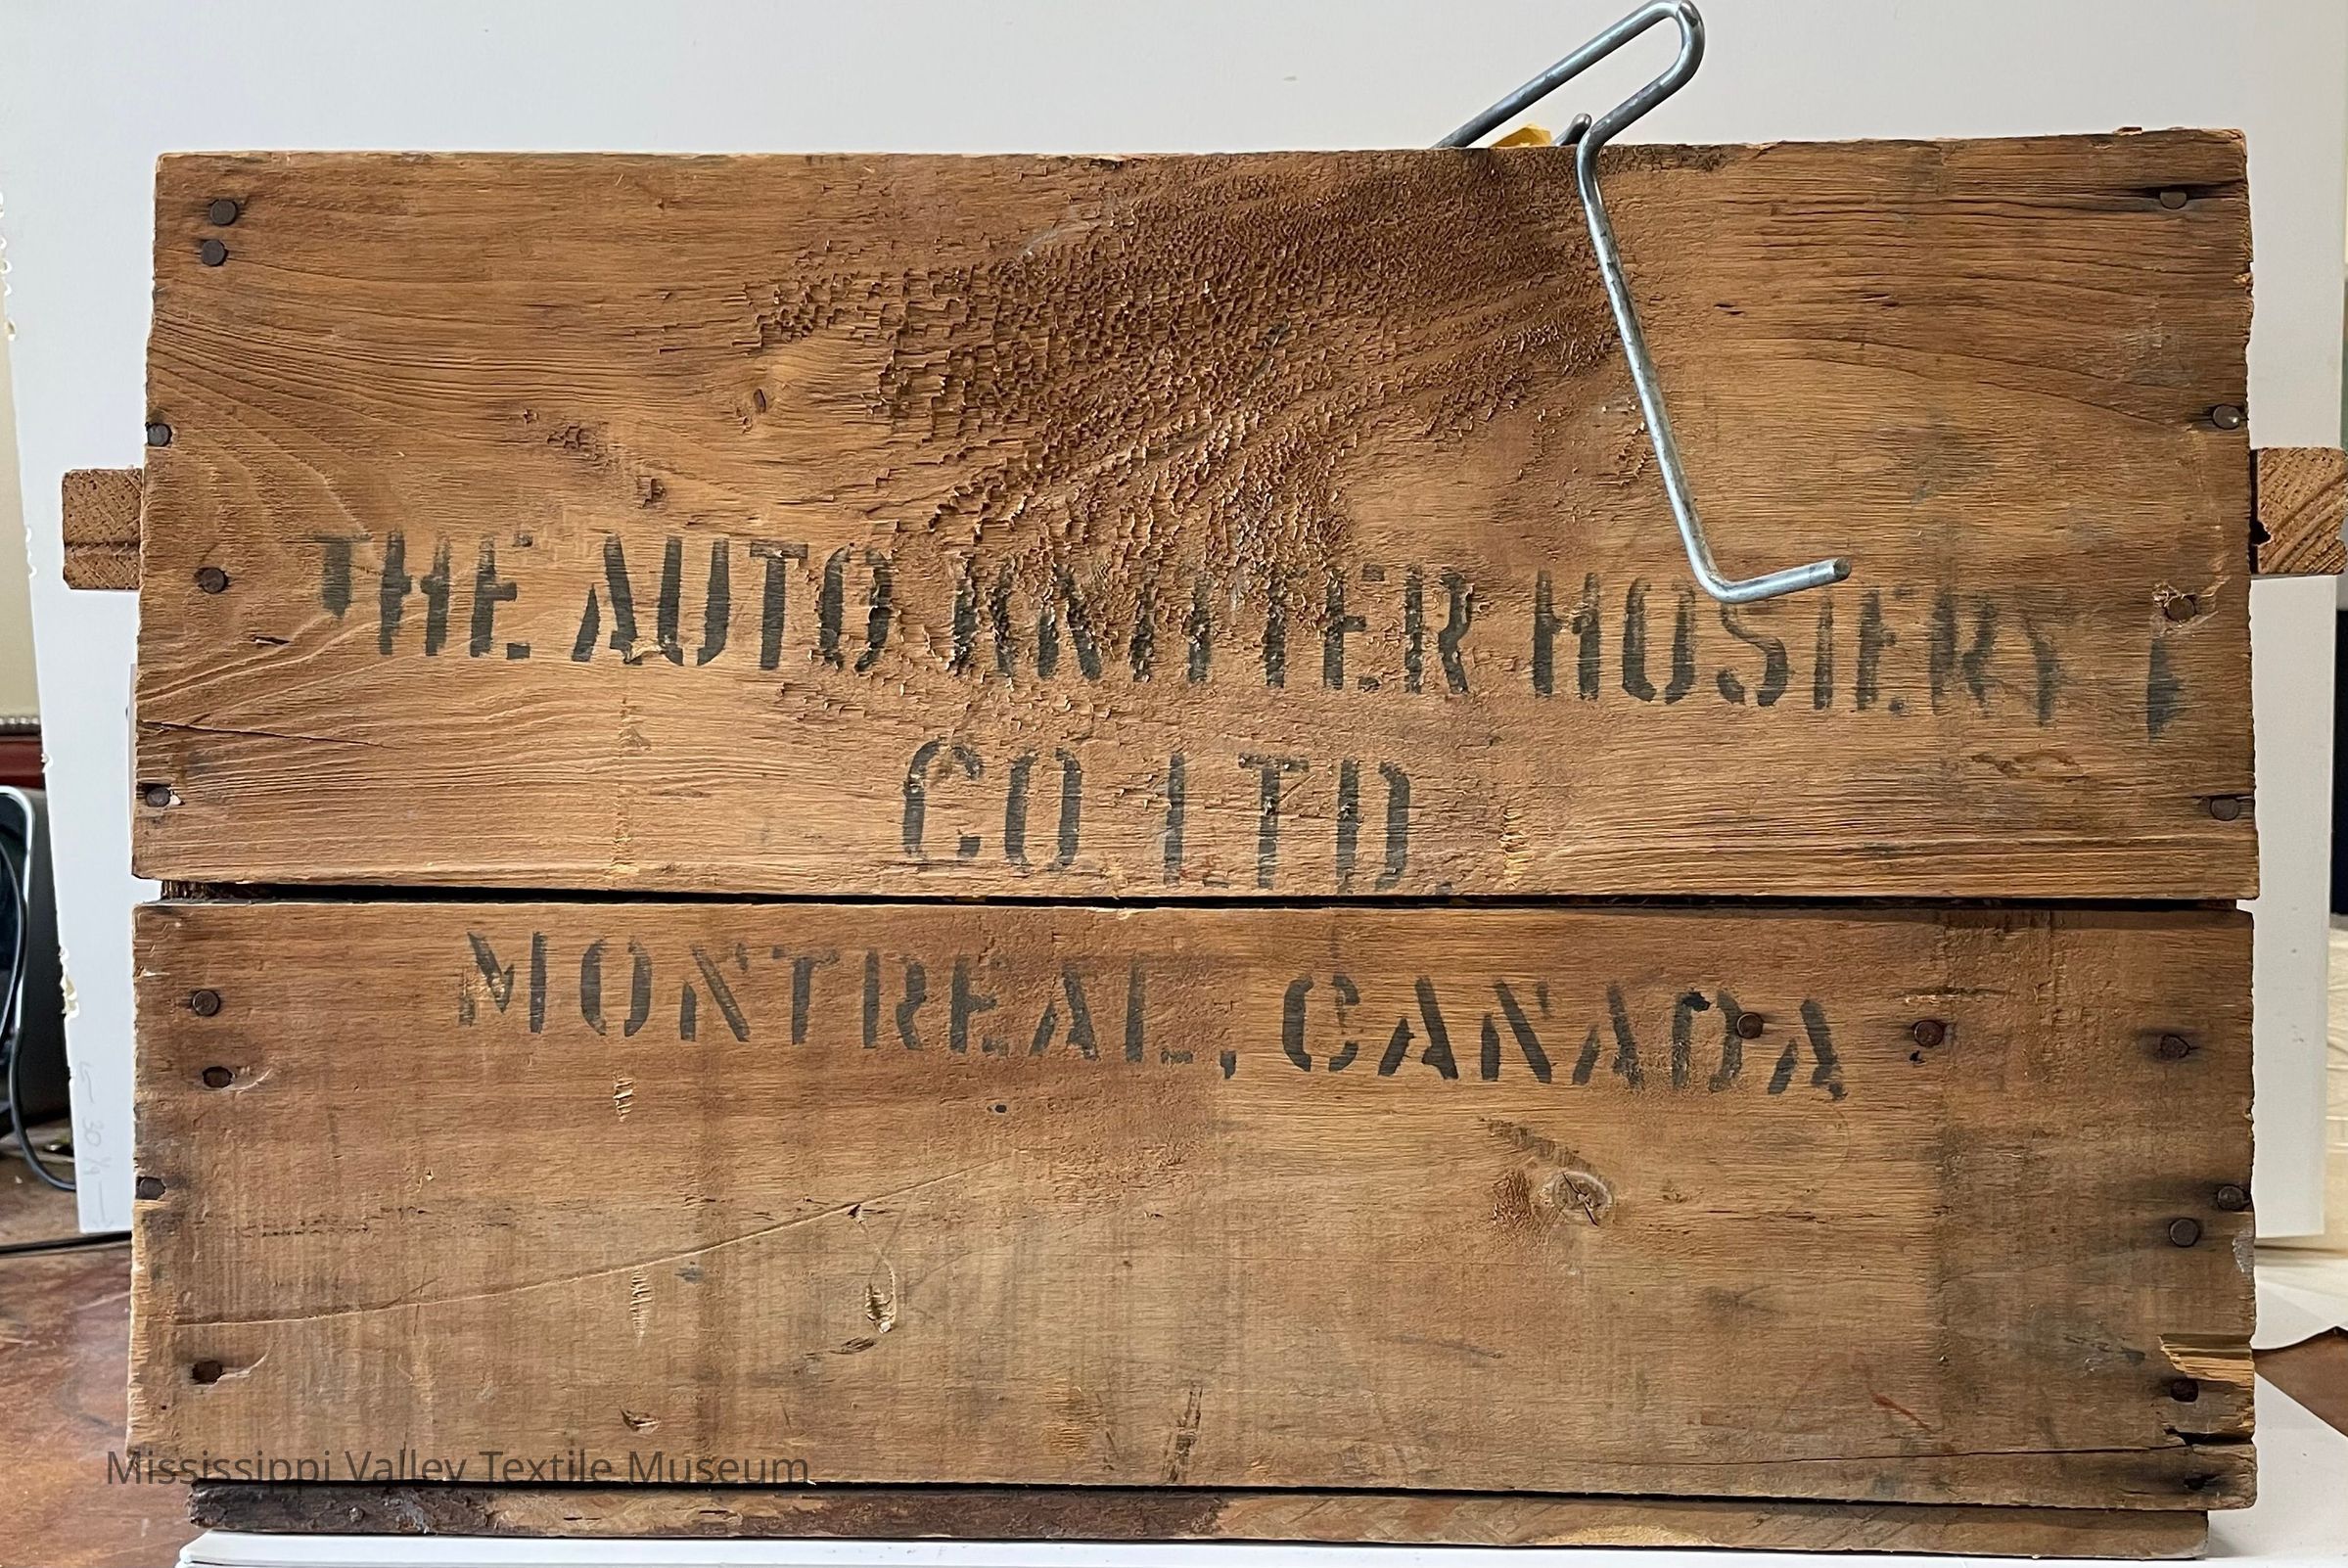 THE AUTO KNITTER HOSIERY
CO. LTD.
MONTREAL, CANADA
Mississippi Valley Textile Museum